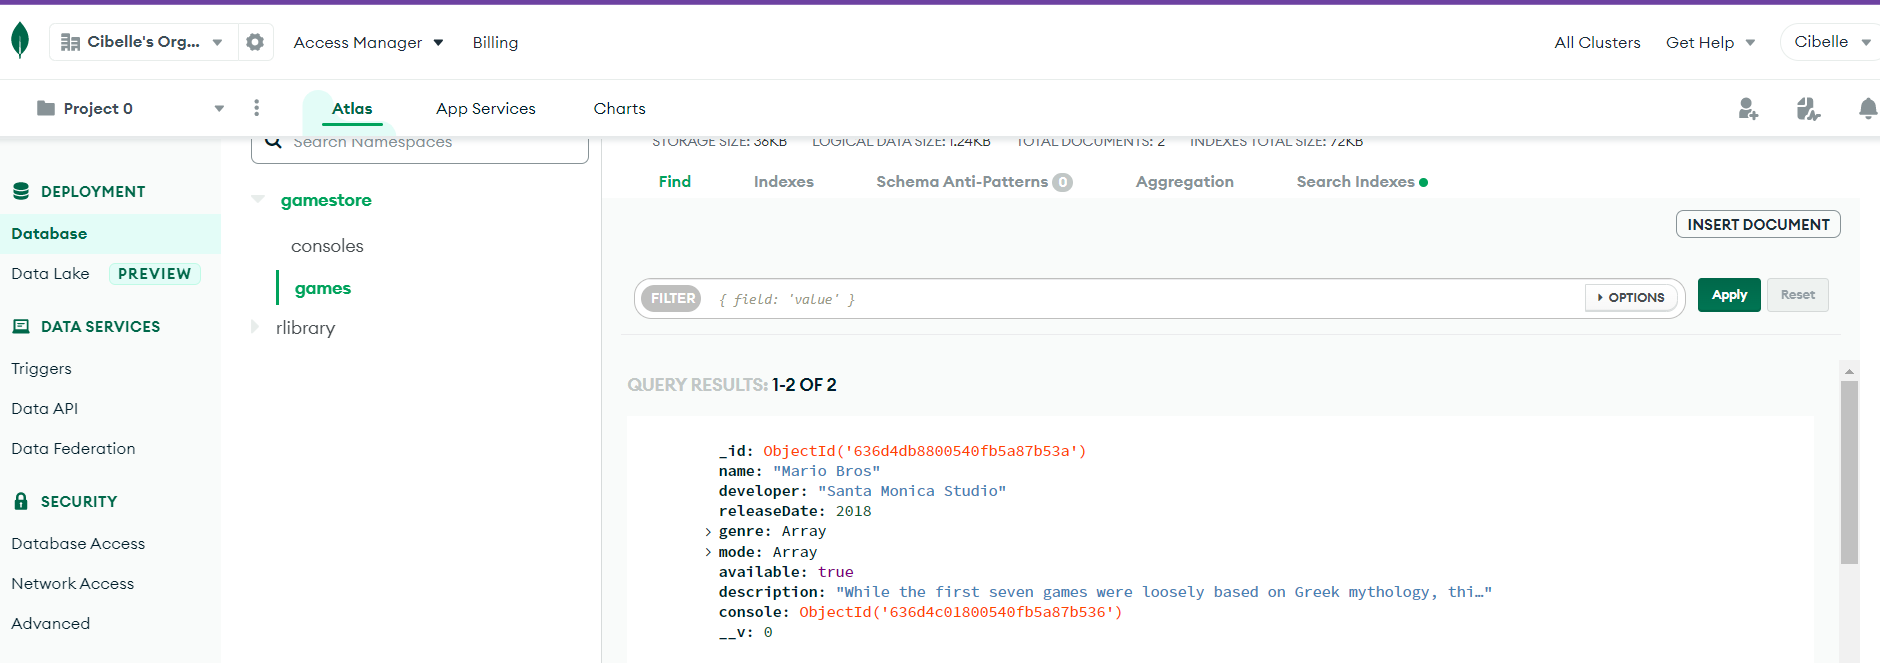 Cibelle's Org...
Access Manager
Billing
All Clusters
Get Help
Cibelle
Project 0
Atlas
App Services
Charts
Search Namespaces
STORAGE SIZE: 36KB LOGICAL DATA SIZE: 1.24KB TOTAL DOCUMENTS: 2 INDEXES TOTAL SIZE: 72KB
Find
Indexes
Schema Anti-Patterns 0
Aggregation
Search Indexes
DEPLOYMENT
Database
Data Lake PREVIEW
DATA SERVICES
Triggers
Data API
Data Federation
SECURITY
Database Access
Network Access
Advanced
gamestore
consoles
games
rlibrary
INSERT DOCUMENT
FILTER { field: 'value' }
OPTIONS
Apply
Reset
QUERY RESULTS: 1-2 OF 2
_id: ObjectId('636d4db8800540fb5a87b53a')
name: "Mario Bros"
developer: "Santa Monica Studio"
releaseDate: 2018
genre: Array
mode: Array
available: true
description: "While the first seven games were loosely based on Greek mythology, thi…"
console: ObjectId('636d4c01800540fb5a87b536')
__v: 0